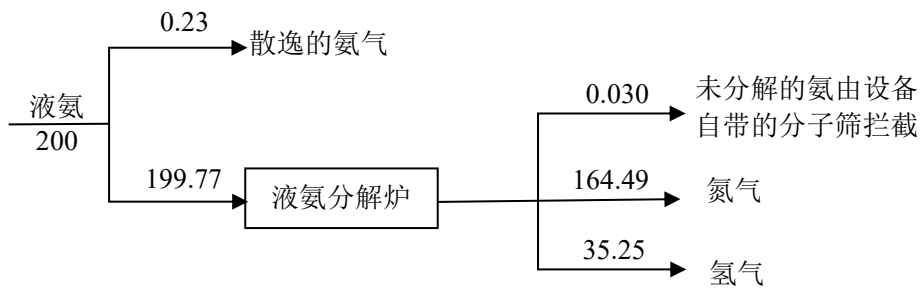 0.23
散逸的氨气
液氨
200
0.030
未分解的氨由设备
自带的分子筛拦截
199.77
液氨分解炉
164.49
氮气
35.25
氢气